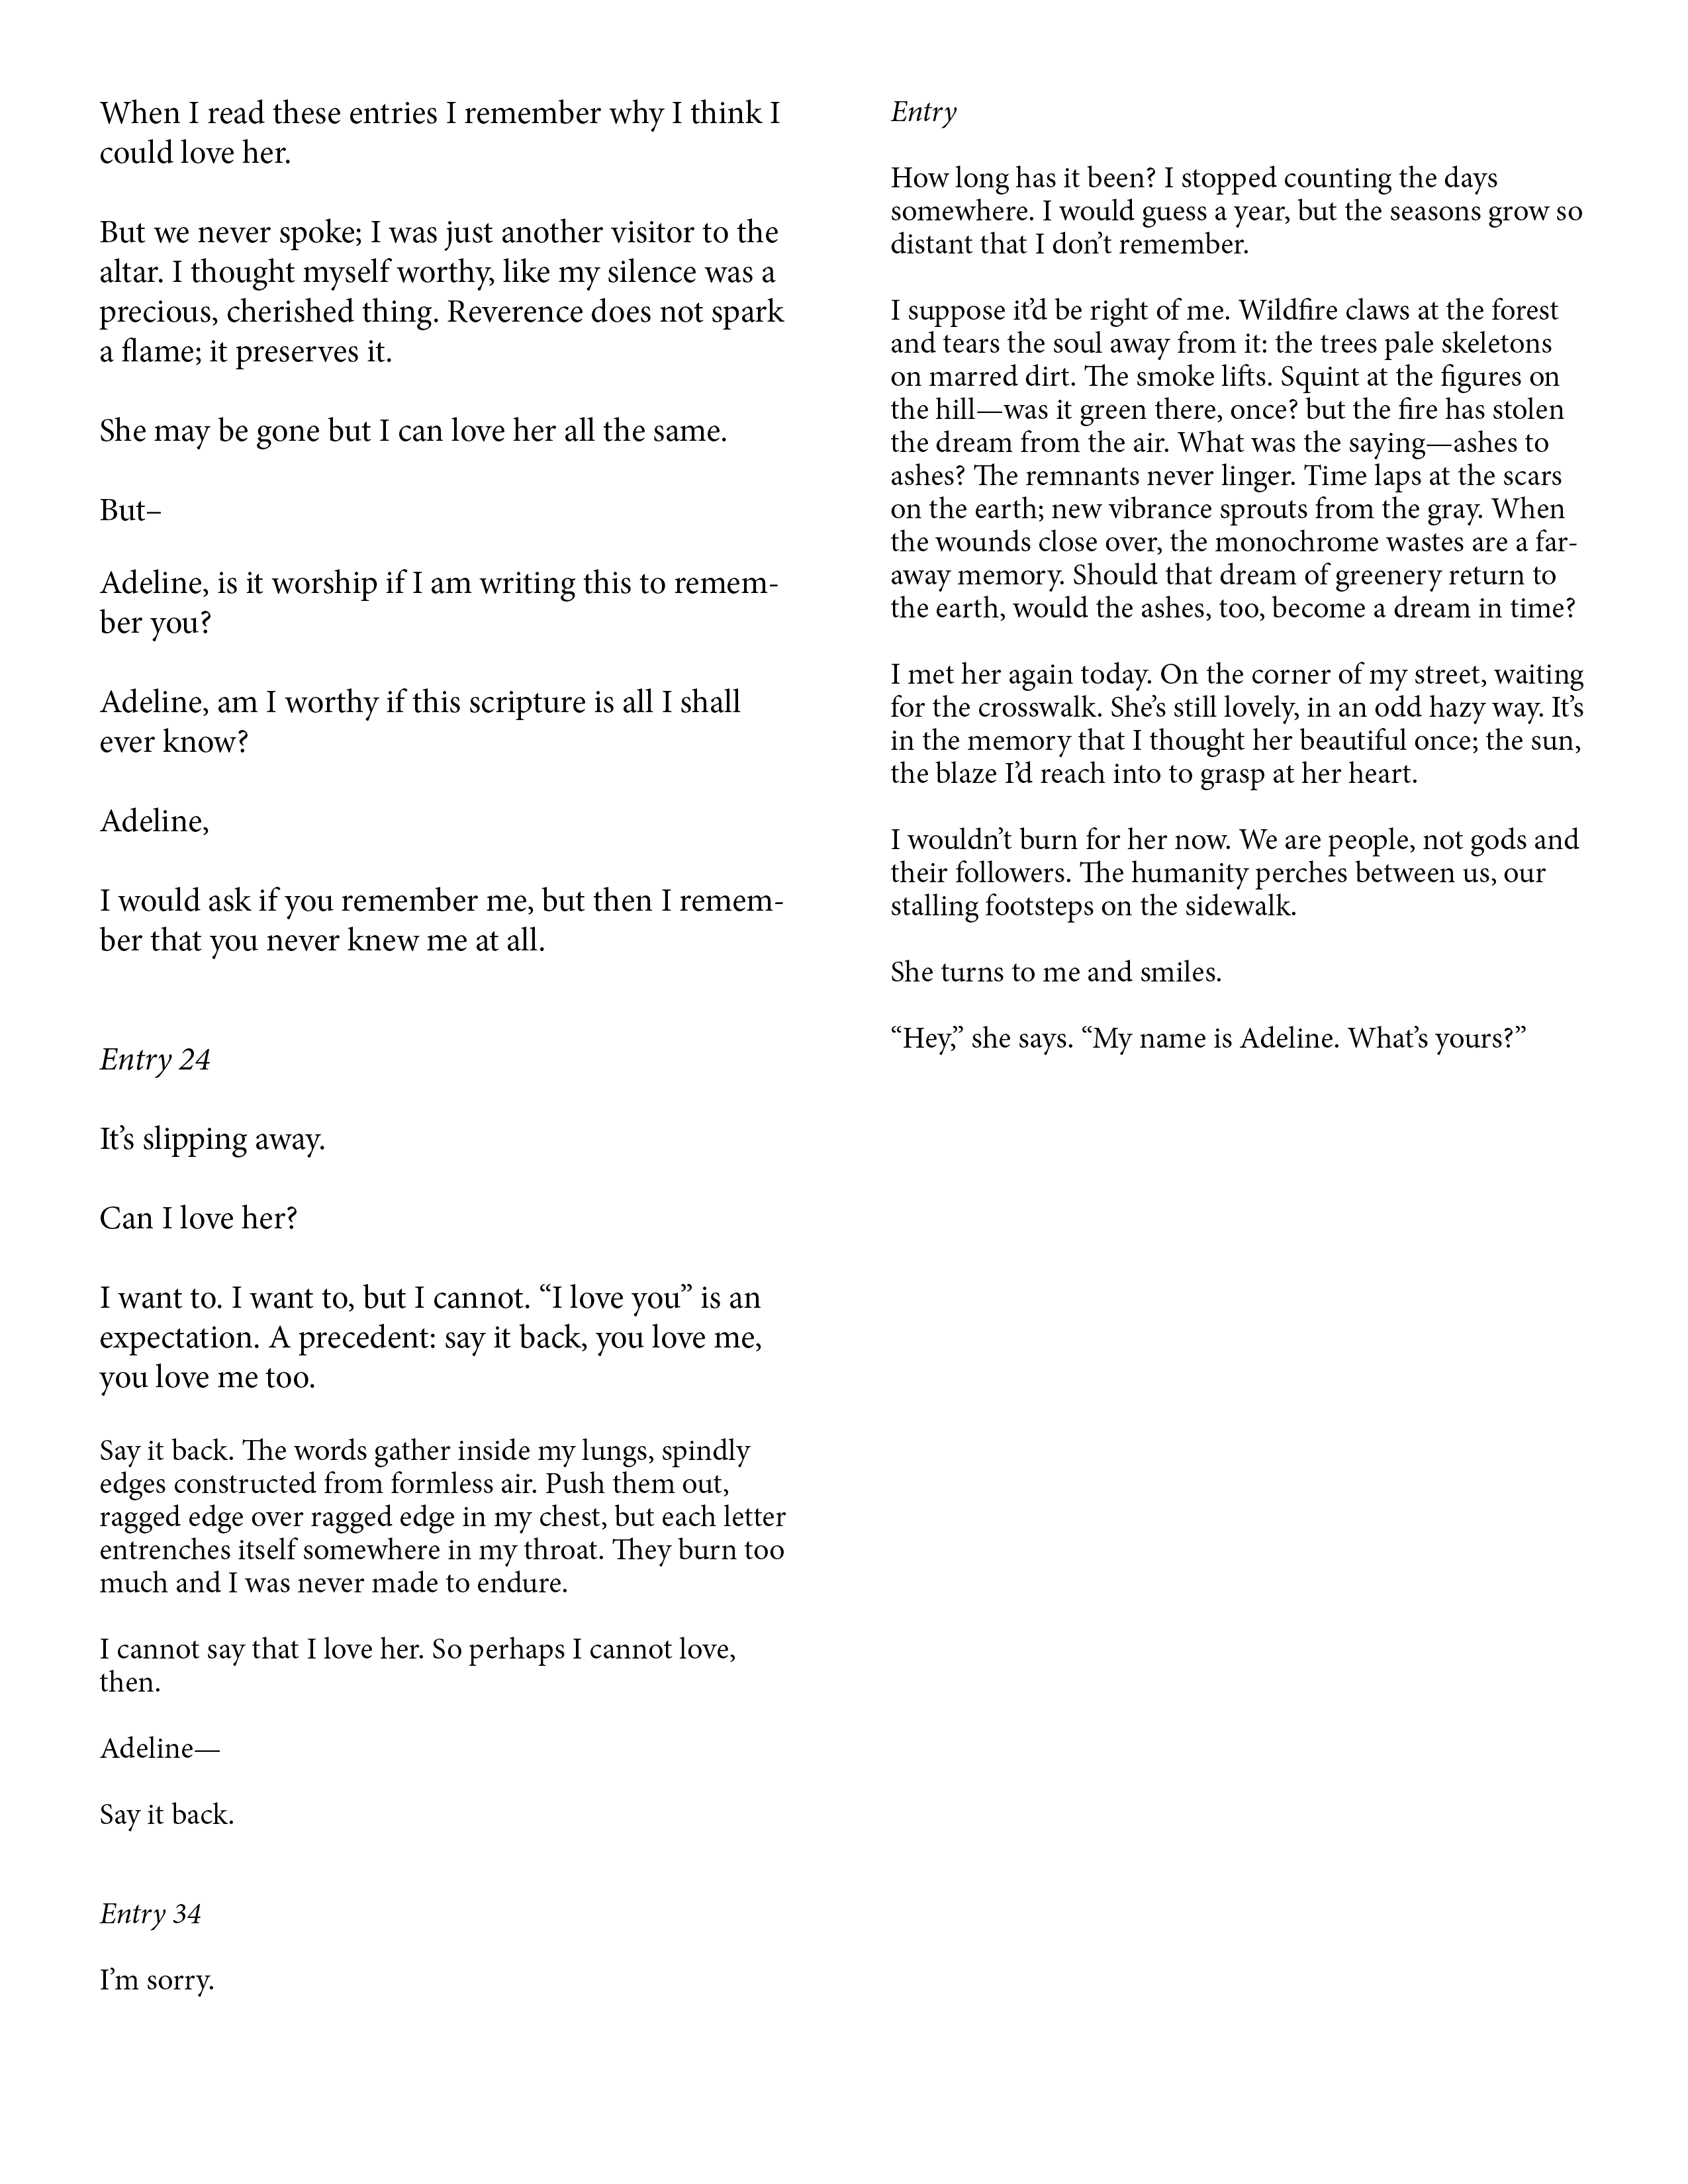 When I read these entries I remember why I think I
could love her.
But we never spoke; I was just another visitor to the
altar. I thought myself worthy, like my silence was a
precious, cherished thing. Reverence does not spark
a flame; it preserves it.
She may be gone but I can love her all the same.
But–
Adeline, is it worship if I am writing this to remem-
ber you?
Adeline, am I worthy if this scripture is all I shall
ever know?
Adeline,
I would ask if you remember me, but then I remem-
ber that you never knew me at all.
Entry 24
It’s slipping away.
Can I love her?
I want to. I want to, but I cannot. “I love you” is an
expectation. A precedent: say it back, you love me,
you love me too.
Say it back. The words gather inside my lungs, spindly
edges constructed from formless air. Push them out,
ragged edge over ragged edge in my chest, but each letter
entrenches itself somewhere in my throat. They burn too
much and I was never made to endure.
I cannot say that I love her. So perhaps I cannot love,
then.
Adeline—
Say it back.
Entry 34
I’m sorry.
Entry
How long has it been? I stopped counting the days
somewhere. I would guess a year, but the seasons grow so
distant that I don’t remember.
I suppose it’d be right of me. Wildfire claws at the forest
and tears the soul away from it: the trees pale skeletons
on marred dirt. The smoke lifts. Squint at the figures on
the hill—was it green there, once? but the fire has stolen
the dream from the air. What was the saying—ashes to
ashes? The remnants never linger. Time laps at the scars
on the earth; new vibrance sprouts from the gray. When
the wounds close over, the monochrome wastes are a far-
away memory. Should that dream of greenery return to
the earth, would the ashes, too, become a dream in time?
I met her again today. On the corner of my street, waiting
for the crosswalk. She’s still lovely, in an odd hazy way. It’s
in the memory that I thought her beautiful once; the sun,
the blaze I’d reach into to grasp at her heart.
I wouldn’t burn for her now. We are people, not gods and
their followers. The humanity perches between us, our
stalling footsteps on the sidewalk.
She turns to me and smiles.
“Hey,” she says. “My name is Adeline. What’s yours?”